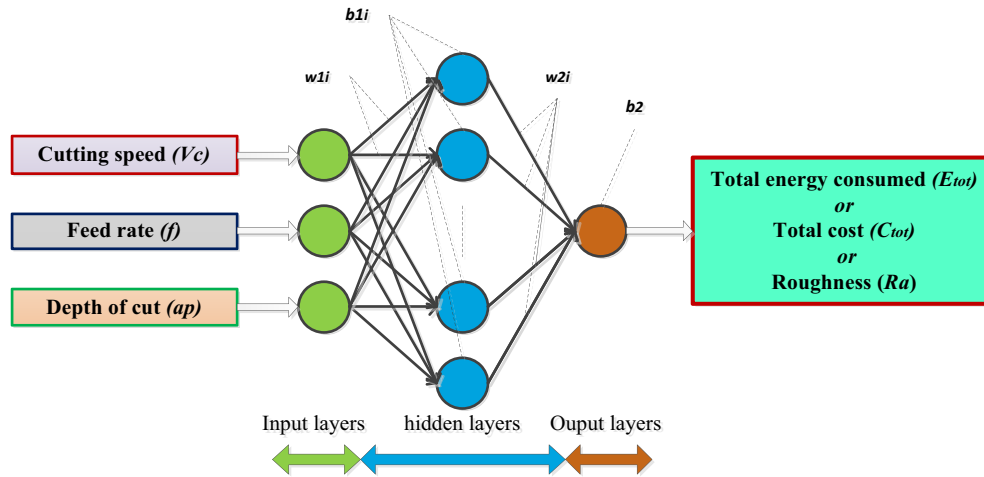 b1i
w1i
w2i
b2
Cutting speed (Vc)
Feed rate (f)
Depth of cut (ap)
Total energy consumed (Etot)
or
Total cost (Ctot)
or
Roughness (Ra)
Input layers
hidden layers
Ouput layers